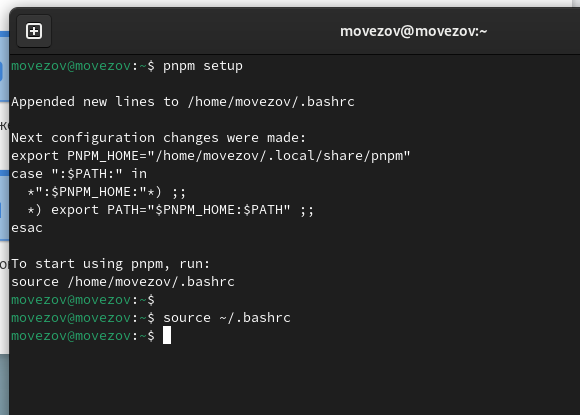 movezov@movezov:~
movezov@movezov:~$ pnpm setup
Appended new lines to /home/movezov/.bashrc
Next configuration changes were made:
export PNPM_HOME="/home/movezov/.local/share/pnpm"
case ":$PATH:" in
  *":$PNPM_HOME:"*) ;;
  *) export PATH="$PNPM_HOME:$PATH" ;;
esac
To start using pnpm, run:
source /home/movezov/.bashrc
movezov@movezov:~$
movezov@movezov:~$ source ~/.bashrc
movezov@movezov:~$